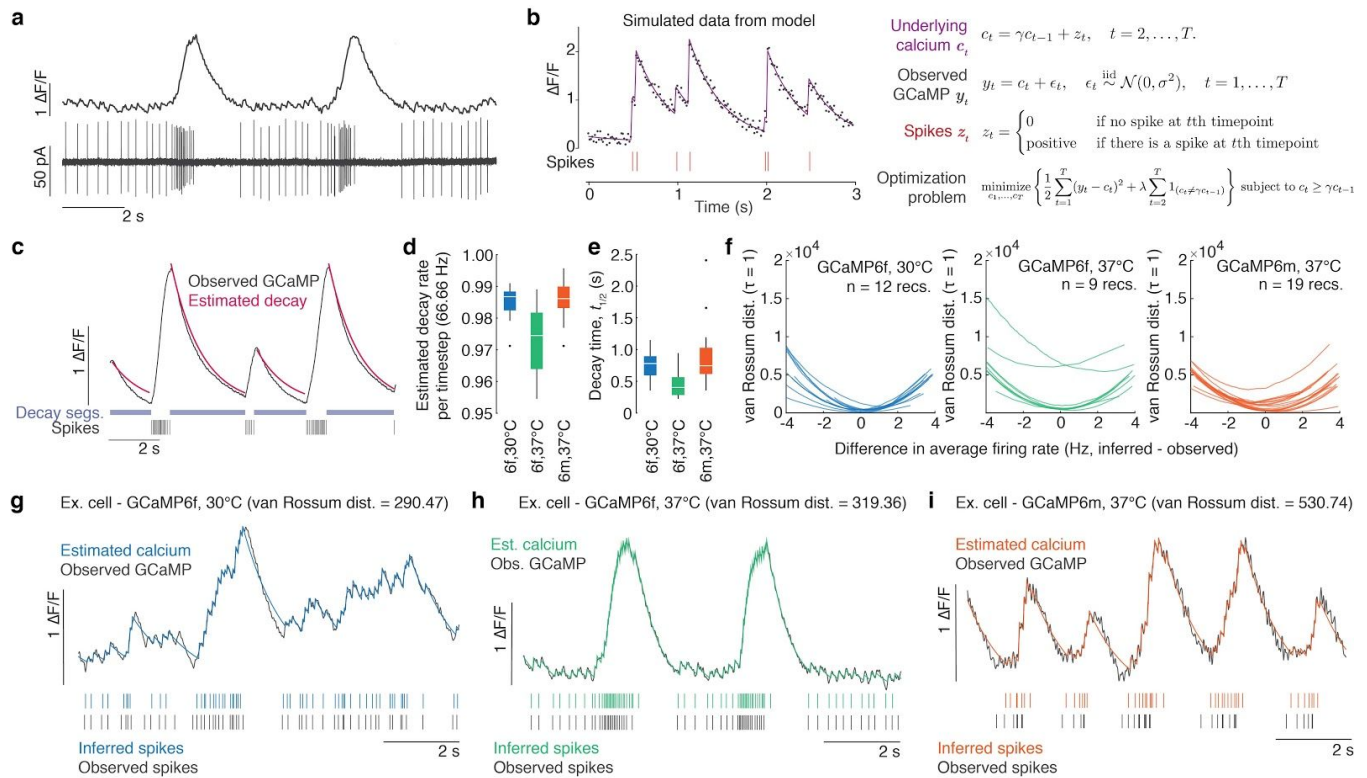 a
1 ΔF/F
50 pA
2 s
b
Simulated data from model
ΔF/F
2
1
0
Spikes
0
1
2
3
Time (s)
Underlying calcium c_t
c_t = γc_{t−1} + z_t, t = 2, . . . , T.
Observed GCaMP y_t
y_t = c_t + ε_t, ε_t iid ∼ N(0, σ²), t = 1, . . . , T
Spikes z_t
z_t = { 0 if no spike at tth timepoint
positive if there is a spike at tth timepoint
Optimization problem
minimize c_1,...,c_T { 1/2 ∑_{t=1}^{T} (y_t − c_t)² + λ ∑_{t=2}^{T} 1_{(c_t≠γc_{t−1})} } subject to c_t ≥ γc_{t−1}
c
Observed GCaMP
Estimated decay
1 ΔF/F
Decay segs.
Spikes
2 s
d
Estimated decay rate
per timestep (66.66 Hz)
1.00
0.99
0.98
0.97
0.96
0.95
6f,30°C
6f,37°C
6m,37°C
e
Decay time, t_{1/2} (s)
2.5
2.0
1.5
1.0
0.5
0
6f,30°C
6f,37°C
6m,37°C
f
van Rossum dist. (τ = 1)
×10⁴
2
1.5
1
0.5
0
GCaMP6f, 30°C
n = 12 recs.
-4
-2
0
2
4
van Rossum dist. (τ = 1)
×10⁴
2
1.5
1
0.5
0
GCaMP6f, 37°C
n = 9 recs.
-4
-2
0
2
4
van Rossum dist. (τ = 1)
×10⁴
2
1.5
1
0.5
0
GCaMP6m, 37°C
n = 19 recs.
-4
-2
0
2
4
Difference in average firing rate (Hz, inferred - observed)
g
Ex. cell - GCaMP6f, 30°C (van Rossum dist. = 290.47)
Estimated calcium
Observed GCaMP
1 ΔF/F
Inferred spikes
Observed spikes
2 s
h
Ex. cell - GCaMP6f, 37°C (van Rossum dist. = 319.36)
Est. calcium
Obs. GCaMP
1 ΔF/F
Inferred spikes
Observed spikes
2 s
i
Ex. cell - GCaMP6m, 37°C (van Rossum dist. = 530.74)
Estimated calcium
Observed GCaMP
1 ΔF/F
Inferred spikes
Observed spikes
2 s